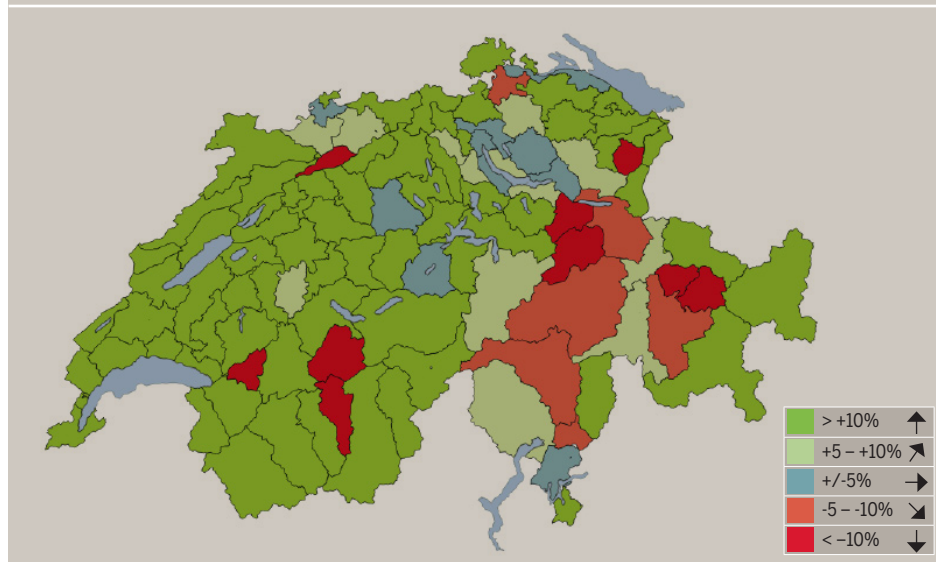 > +10%
+5 – +10%
+/-5%
-5 – -10%
< –10%